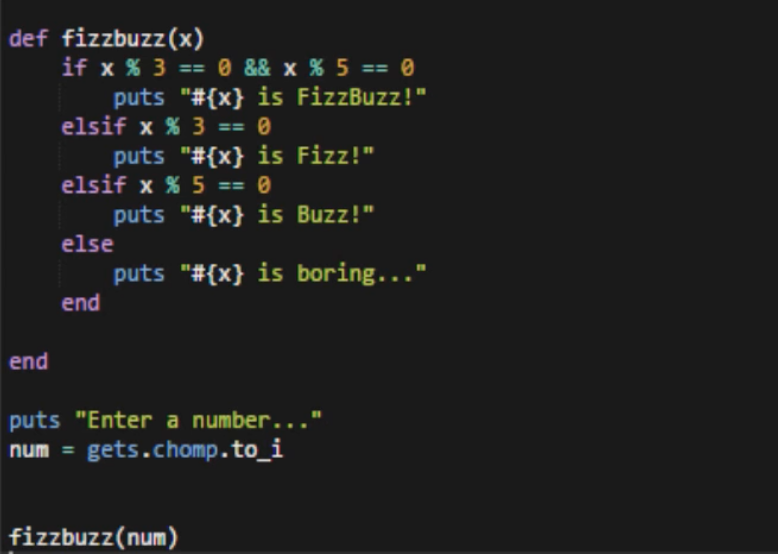 def fizzbuzz(x)
    if x % 3 == 0 && x % 5 == 0
        puts "#{x} is FizzBuzz!"
    elsif x % 3 == 0
        puts "#{x} is Fizz!"
    elsif x % 5 == 0
        puts "#{x} is Buzz!"
    else
        puts "#{x} is boring..."
    end
end
puts "Enter a number..."
num = gets.chomp.to_i
fizzbuzz(num)